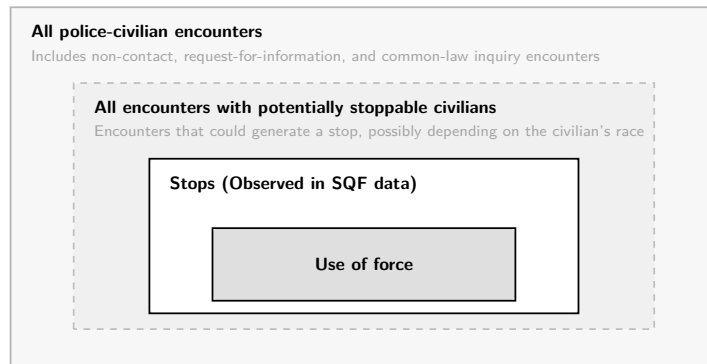 All police-civilian encounters
Includes non-contact, request-for-information, and common-law inquiry encounters
All encounters with potentially stoppable civilians
Encounters that could generate a stop, possibly depending on the civilian's race
Stops (Observed in SQF data)
Use of force